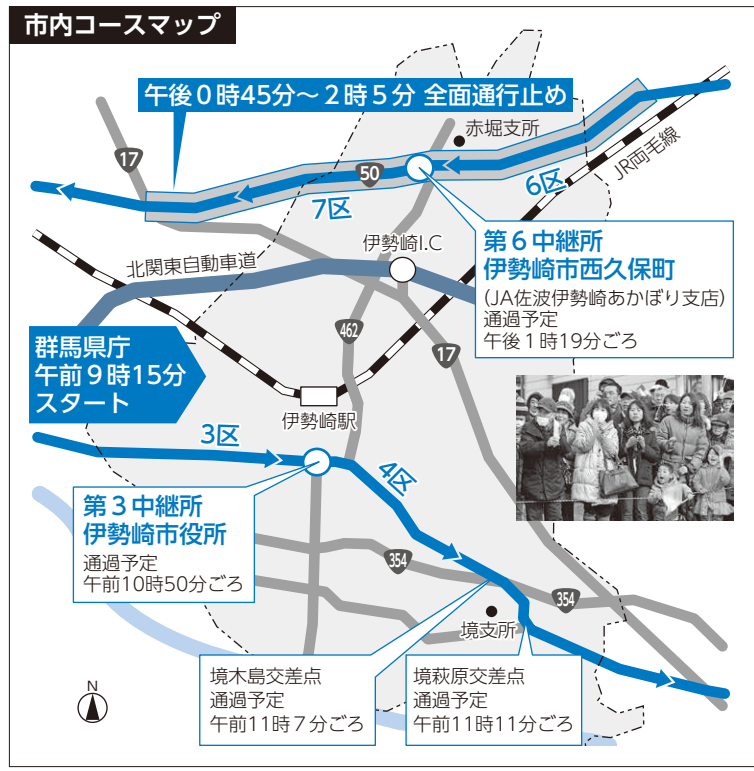 市内コースマップ
午後0時45分～2時5分 全面通行止め
赤堀支所
17
50
JR両毛線
6区
7区
伊勢崎I.C
第6中継所
伊勢崎市西久保町
(JA佐波伊勢崎あかぼり支店)
通過予定
午後1時19分ごろ
北関東自動車道
462
17
群馬県庁
午前9時15分
スタート
伊勢崎駅
3区
4区
第3中継所
伊勢崎市役所
通過予定
午前10時50分ごろ
354
354
境支所
境木島交差点
通過予定
午前11時7分ごろ
境萩原交差点
通過予定
午前11時11分ごろ
N